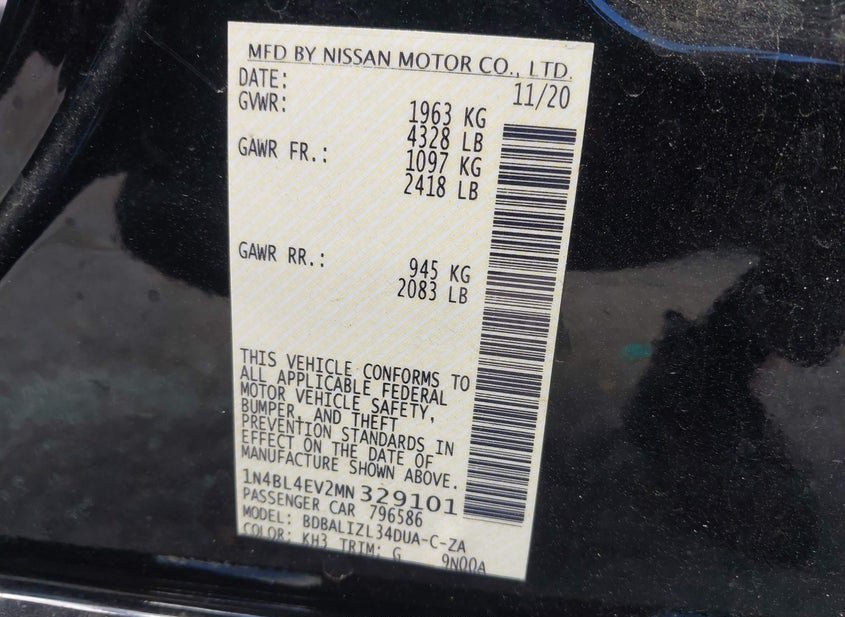 MFD BY NISSAN MOTOR CO., LTD.
DATE: 11/20
GVWR: 1963 KG
4328 LB
GAWR FR.: 1097 KG
2418 LB
GAWR RR.: 945 KG
2083 LB
THIS VEHICLE CONFORMS TO
ALL APPLICABLE FEDERAL
MOTOR VEHICLE SAFETY,
BUMPER, AND THEFT
PREVENTION STANDARDS IN
EFFECT ON THE DATE OF
MANUFACTURE SHOWN ABOVE.
1N4BL4EV2MN 329101
PASSENGER CAR 796586
MODEL: BDBALIZL34DUA-C-ZA
COLOR: KH3 TRIM: G 9N00A